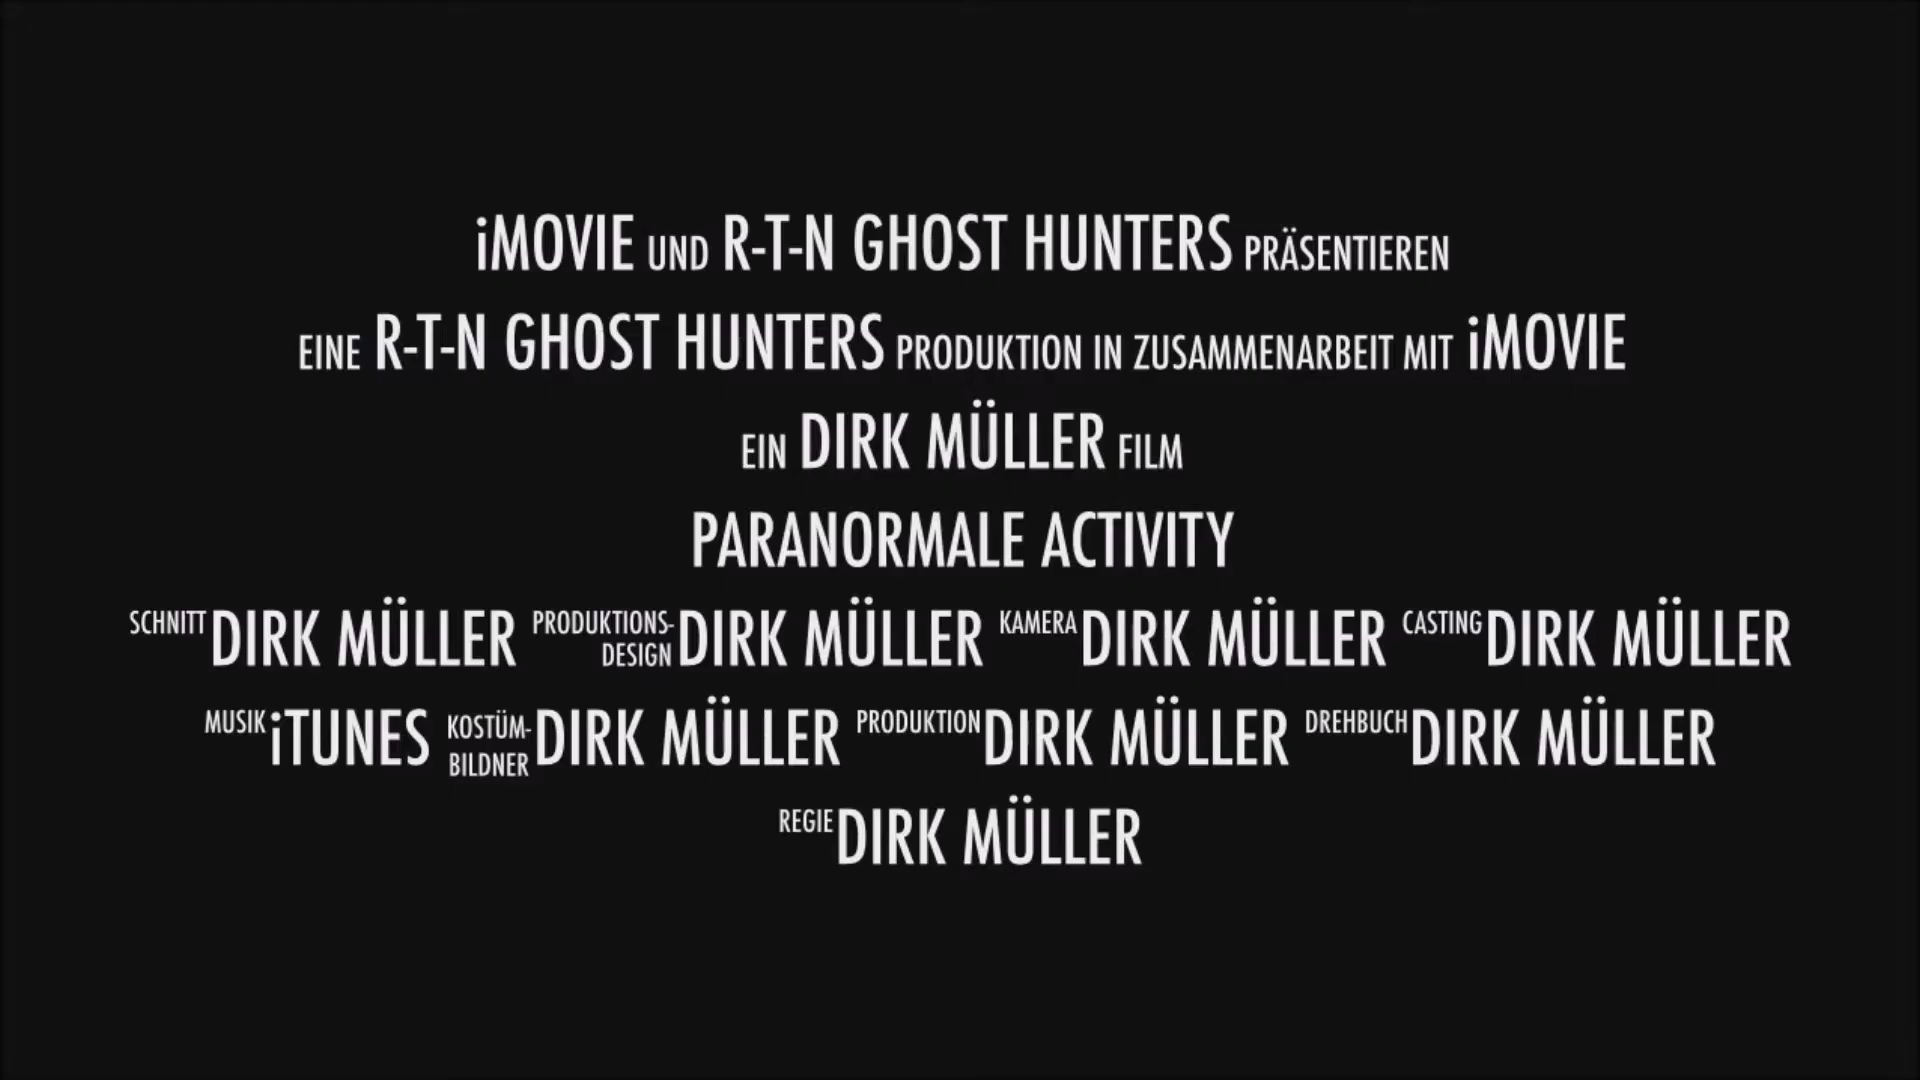 iMOVIE UND R-T-N GHOST HUNTERS PRÄSENTIEREN
EINE R-T-N GHOST HUNTERS PRODUKTION IN ZUSAMMENARBEIT MIT iMOVIE
EIN DIRK MÜLLER FILM
PARANORMALE ACTIVITY
SCHNITT DIRK MÜLLER PRODUKTIONS-DESIGN DIRK MÜLLER KAMERA DIRK MÜLLER CASTING DIRK MÜLLER
MUSIK iTUNES KOSTÜM-BILDNER DIRK MÜLLER PRODUKTION DIRK MÜLLER DREHBUCH DIRK MÜLLER
REGIE DIRK MÜLLER